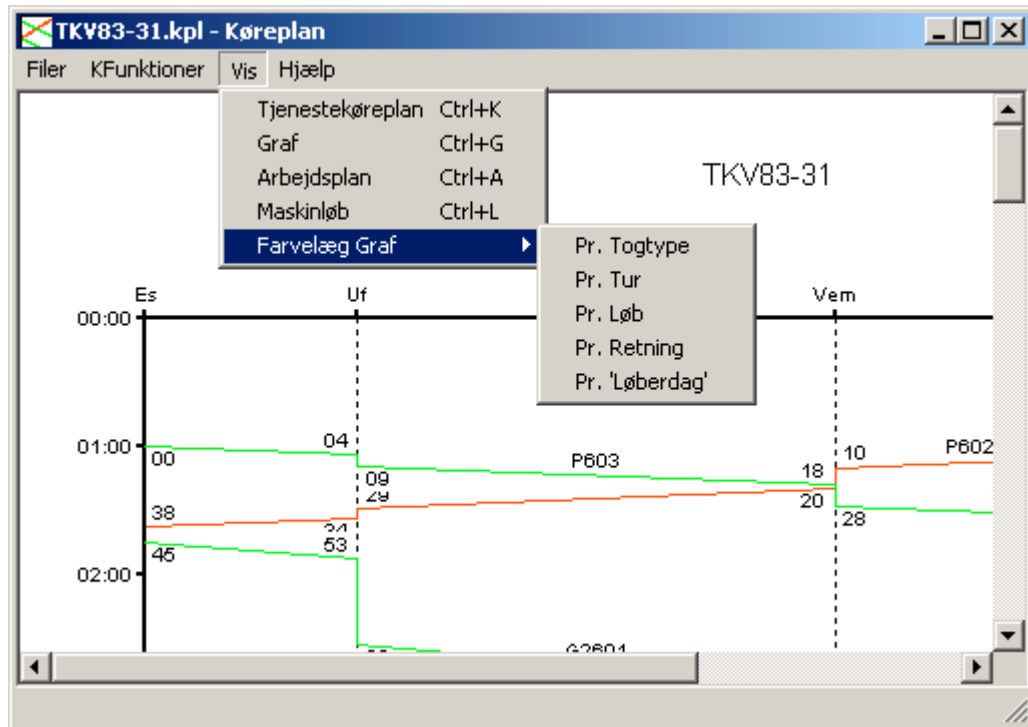 TKV83-31.kpl - Køreplan
Filer KFunktioner Vis Hjælp
Tjenestekøreplan Ctrl+K
Graf Ctrl+G
Arbejdsplan Ctrl+A
Maskinløb Ctrl+L
Farvelæg Graf
TKV83-31
Pr. Togtype
Pr. Tur
Pr. Løb
Pr. Retning
Pr. 'Løberdag'
Es Uf Vem
00:00
01:00
00
04
09
P603
18
10
P602
29
20
28
38
45
53
02:00